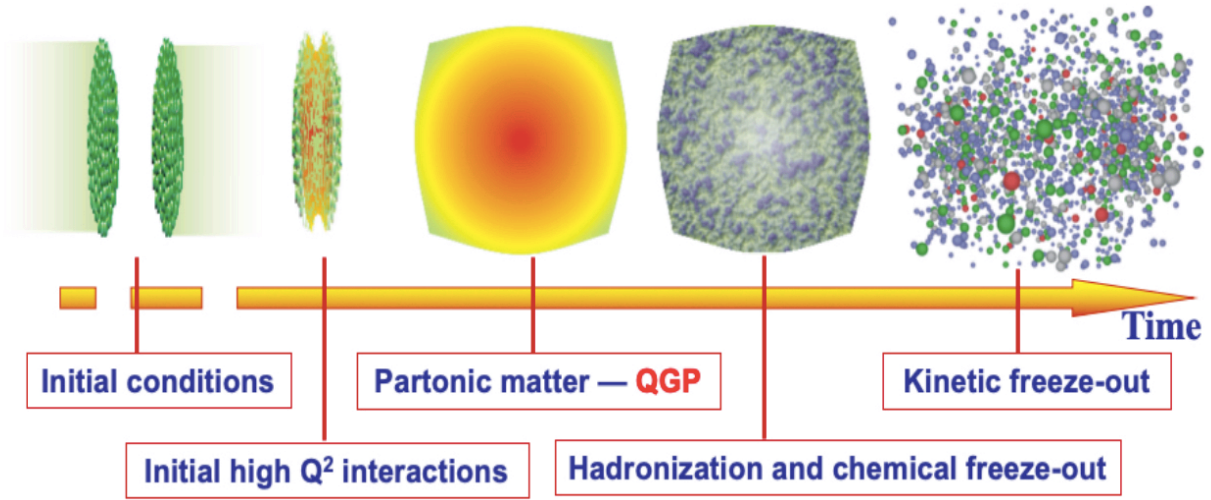 Time
Initial conditions
Partonic matter — QGP
Kinetic freeze-out
Initial high Q² interactions
Hadronization and chemical freeze-out